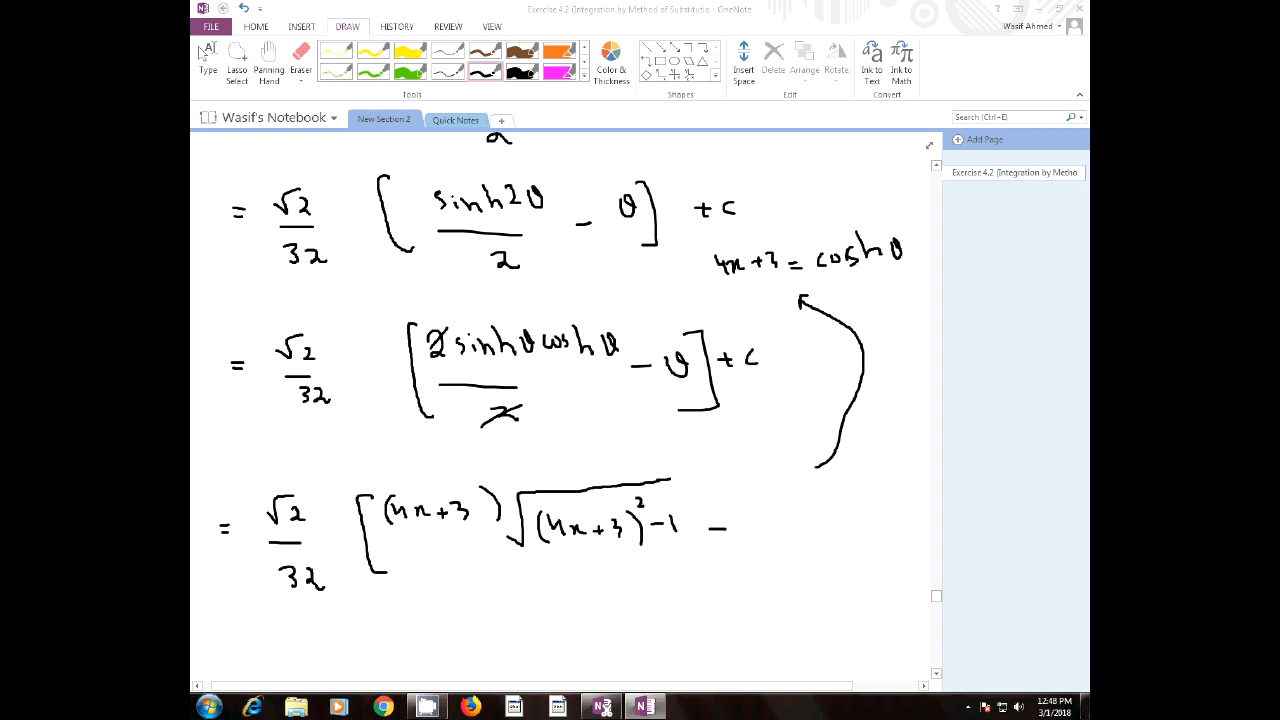 Exercise 4.2 (Integration by Method of Substitutio - OneNote
FILE HOME INSERT DRAW HISTORY REVIEW VIEW
Wasif Ahmed
Type
Lasso Select
Panning Hand
Eraser
Color & Thickness
Insert Space
Delete
Arrange
Rotate
Ink to Text
Ink to Math
Tools Shapes Edit Convert
Wasif's Notebook New Section 2 Quick Notes +
Search (Ctrl+E)
Add Page
Exercise 4.2 (Integration by Metho
= √2/32 [ sinh2θ/2 - θ ] + c
4x+3 = coshθ
= √2/32 [ 2sinhθcoshθ/2 - θ ] + c
= √2/32 [ (4x+3) √(4x+3)² -1 -
12:48 PM
3/1/2018